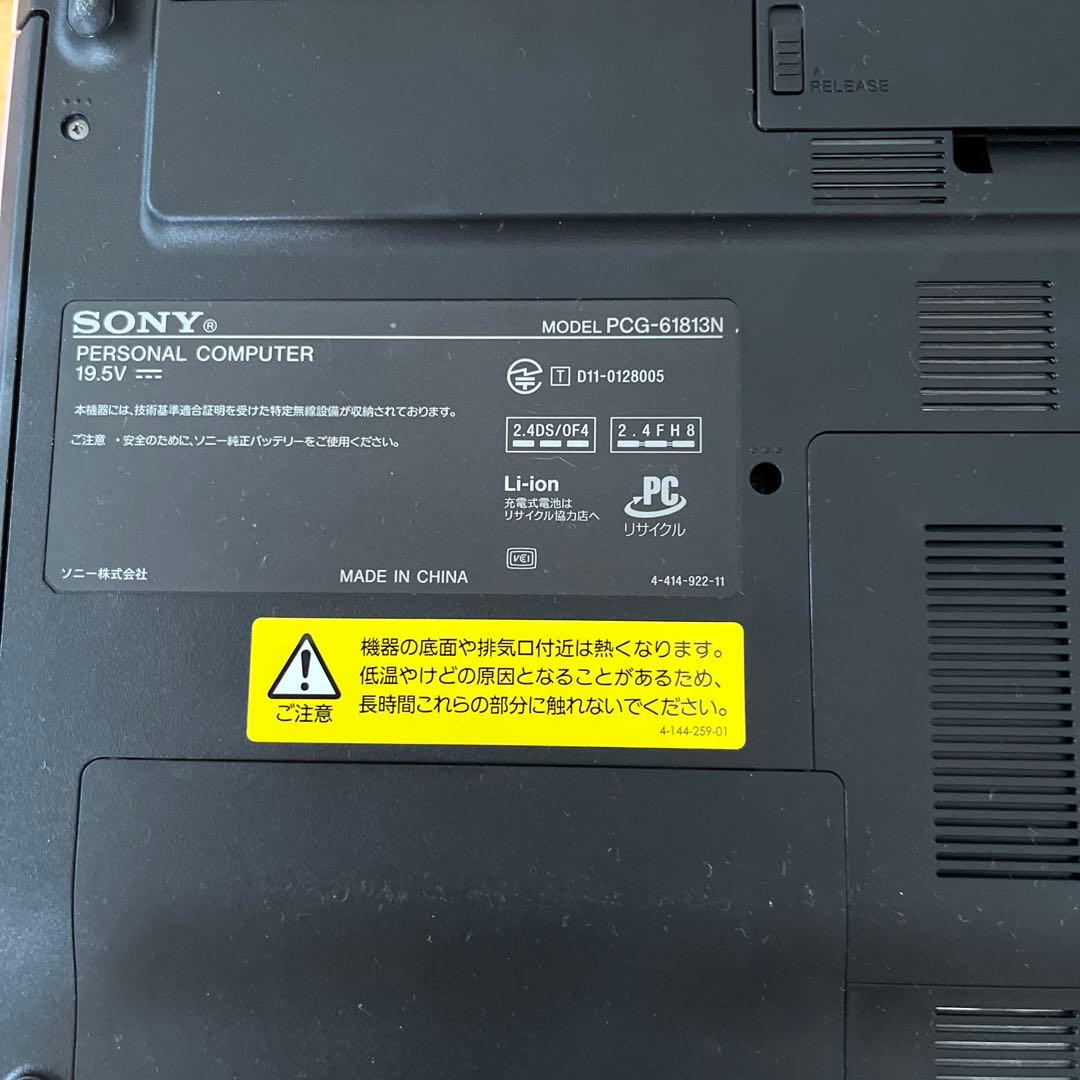 RELEASE
SONY®
MODEL PCG-61813N
PERSONAL COMPUTER
19.5V
T D11-0128005
本機器には、技術基準適合証明を受けた特定無線設備が収納されております。
ご注意 ・安全のために、ソニー純正バッテリーをご使用ください。
2.4DS/OF4
2.4FH8
Li-ion
充電式電池は
リサイクル協力店へ
PC
リサイクル
VCI
ソニー株式会社
MADE IN CHINA
4-414-922-11
機器の底面や排気口付近は熱くなります。
低温やけどの原因となることがあるため、
長時間これらの部分に触れないでください。
ご注意
4-144-259-01